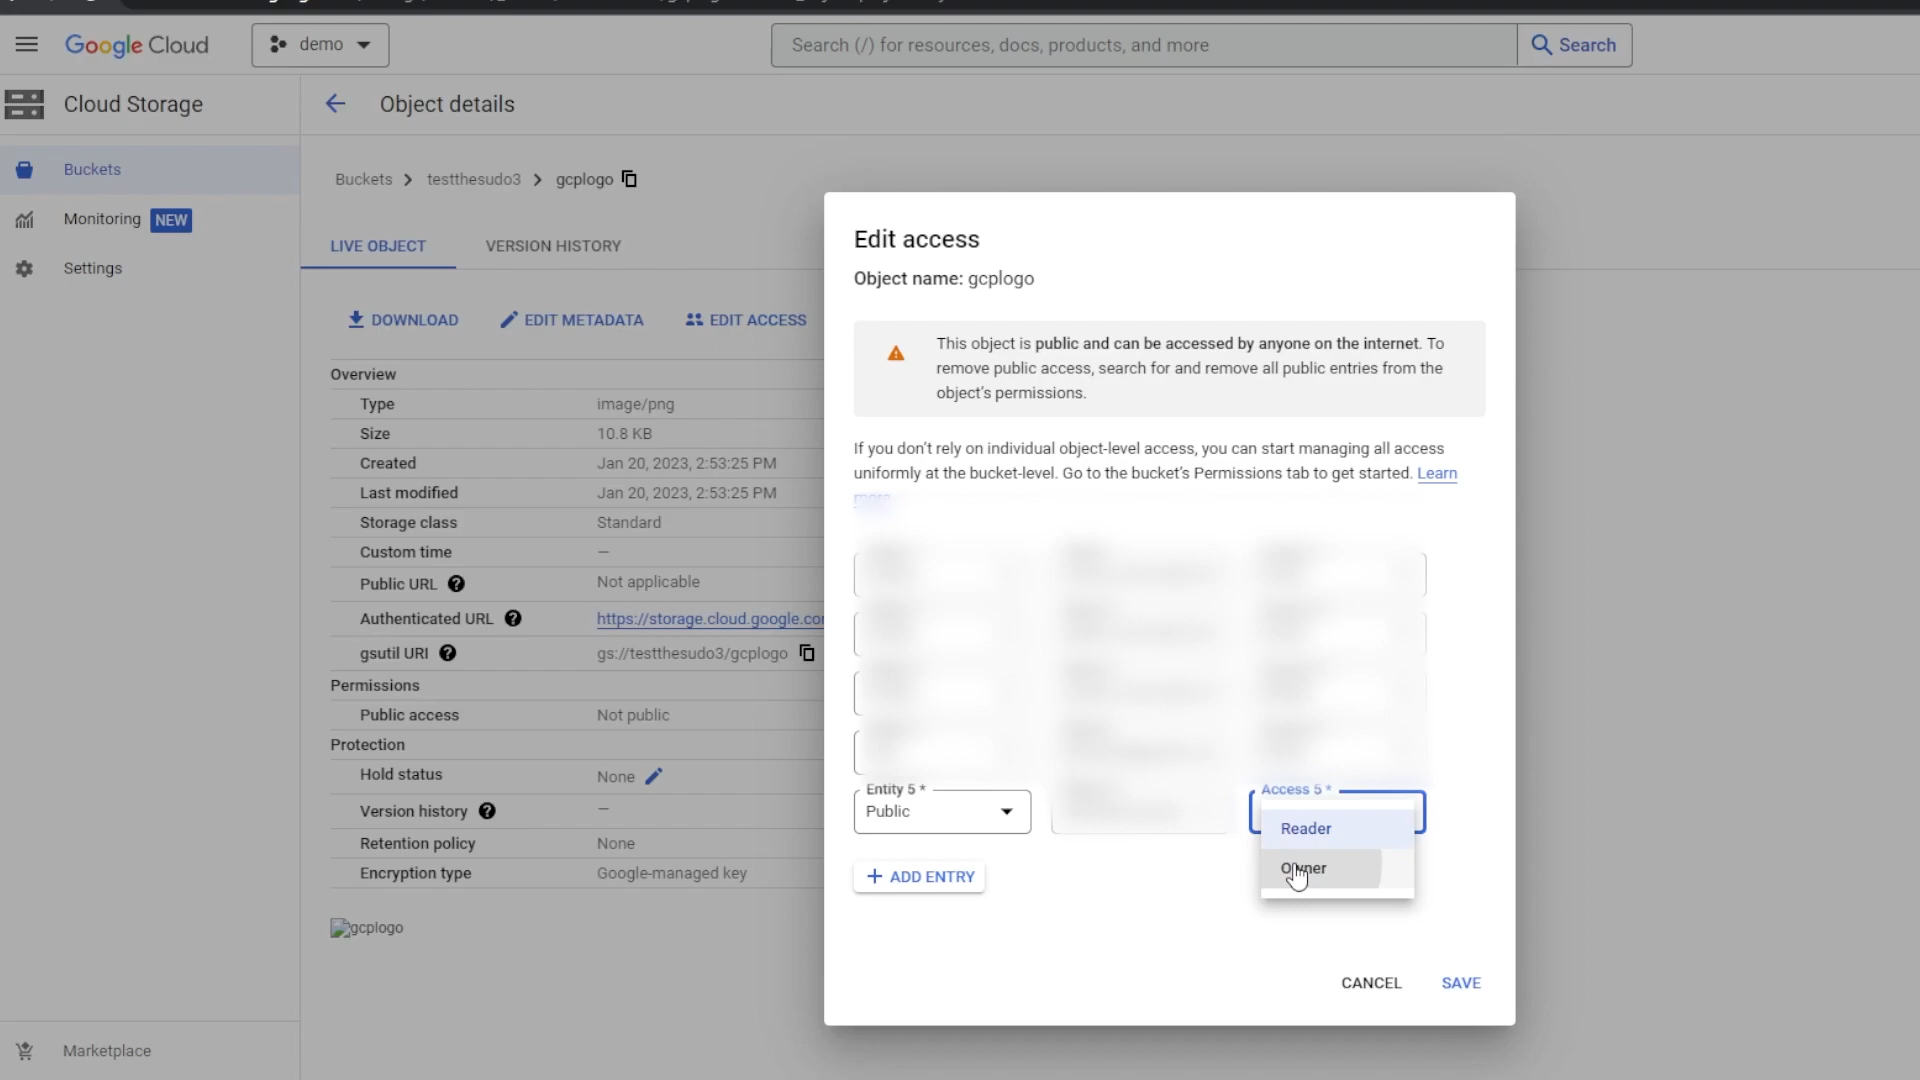 Google Cloud
demo
Search (/) for resources, docs, products, and more
Search
Cloud Storage
Object details
Buckets
Monitoring NEW
Settings
Marketplace
Buckets > testthesudo3 > gcplogo
LIVE OBJECT
VERSION HISTORY
DOWNLOAD
EDIT METADATA
EDIT ACCESS
Overview
Type image/png
Size 10.8 KB
Created Jan 20, 2023, 2:53:25 PM
Last modified Jan 20, 2023, 2:53:25 PM
Storage class Standard
Custom time —
Public URL Not applicable
Authenticated URL https://storage.cloud.google.co
gsutil URI gs://testthesudo3/gcplogo
Permissions
Public access Not public
Protection
Hold status None
Version history —
Retention policy None
Encryption type Google-managed key
gcplogo
Edit access
Object name: gcplogo
This object is public and can be accessed by anyone on the internet. To
remove public access, search for and remove all public entries from the
object's permissions.
If you don't rely on individual object-level access, you can start managing all access
uniformly at the bucket-level. Go to the bucket's Permissions tab to get started. Learn
more
Entity 5 *
Public
Access 5 *
Reader
Owner
+ ADD ENTRY
CANCEL
SAVE